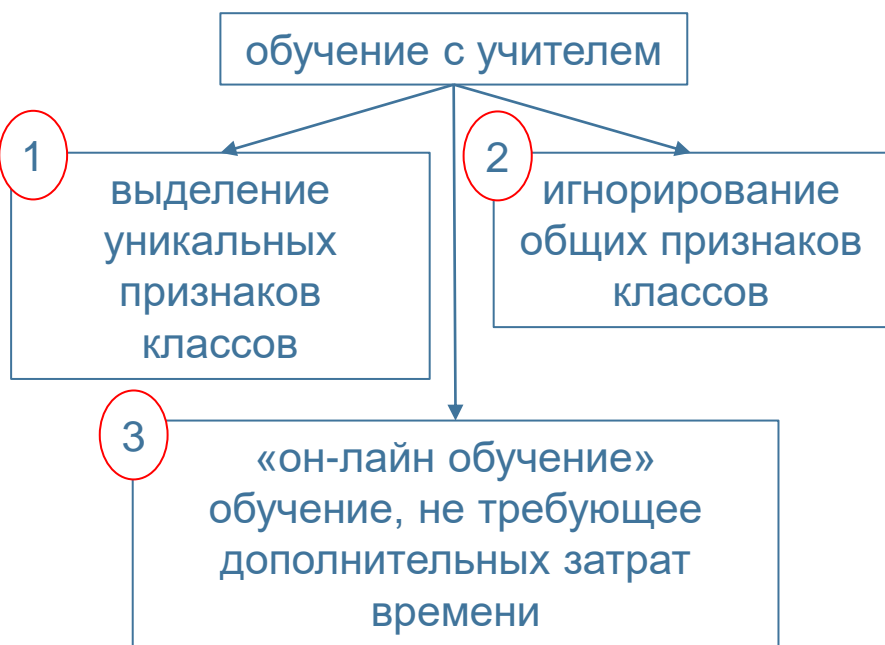 обучение с учителем
1
выделение
уникальных
признаков
классов
2
игнорирование
общих признаков
классов
3
«он-лайн обучение»
обучение, не требующее
дополнительных затрат
времени